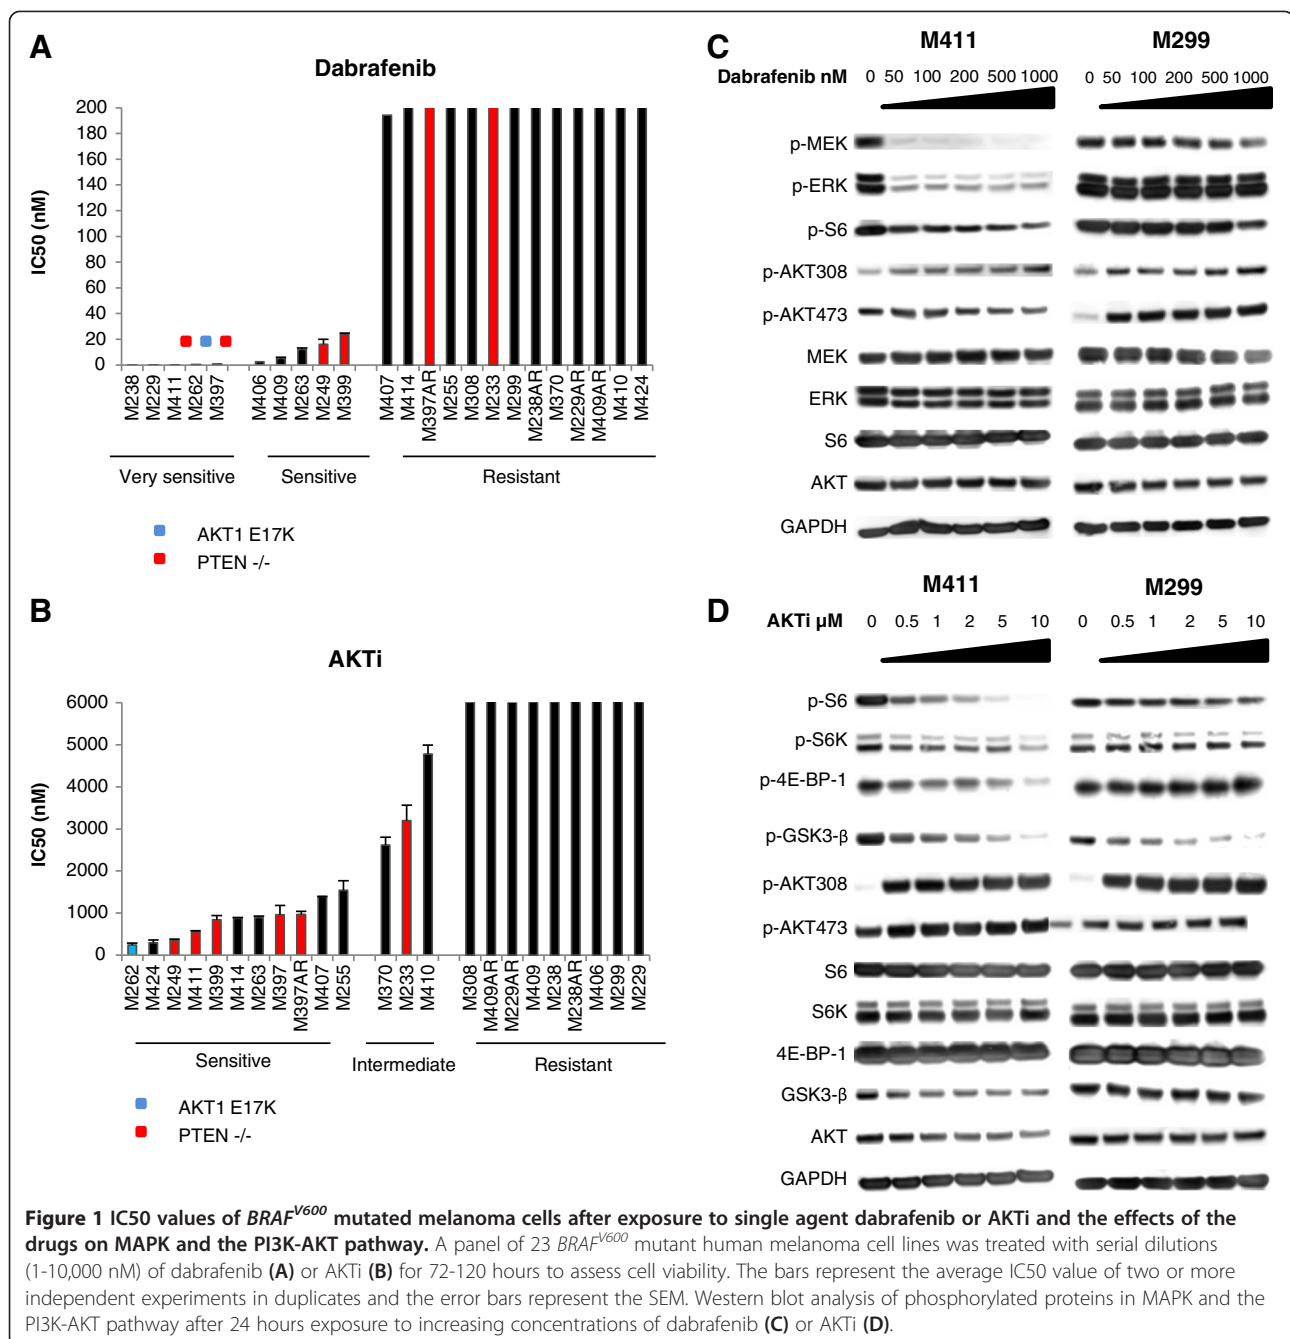 A
Dabrafenib
IC50 (nM)
200
180
160
140
120
100
80
60
40
20
0
M238
M229
M411
M262
M397
M406
M409
M263
M249
M399
M407
M414
M397AR
M255
M308
M233
M299
M238AR
M370
M229AR
M409AR
M410
M424
Very sensitive
Sensitive
Resistant
AKT1 E17K
PTEN -/-
B
AKTi
IC50 (nM)
6000
5000
4000
3000
2000
1000
0
M262
M424
M249
M411
M399
M414
M263
M397
M397AR
M407
M255
M370
M233
M410
M308
M409AR
M229AR
M409
M238
M238AR
M406
M299
M229
Sensitive
Intermediate
Resistant
AKT1 E17K
PTEN -/-
C
M411
M299
Dabrafenib nM 0 50 100 200 500 1000 0 50 100 200 500 1000
p-MEK
p-ERK
p-S6
p-AKT308
p-AKT473
MEK
ERK
S6
AKT
GAPDH
D
M411
M299
AKTi µM 0 0.5 1 2 5 10 0 0.5 1 2 5 10
p-S6
p-S6K
p-4E-BP-1
p-GSK3-β
p-AKT308
p-AKT473
S6
S6K
4E-BP-1
GSK3-β
AKT
GAPDH
Figure 1 IC50 values of BRAF^V600 mutated melanoma cells after exposure to single agent dabrafenib or AKTi and the effects of the
drugs on MAPK and the PI3K-AKT pathway. A panel of 23 BRAF^V600 mutant human melanoma cell lines was treated with serial dilutions
(1-10,000 nM) of dabrafenib (A) or AKTi (B) for 72-120 hours to assess cell viability. The bars represent the average IC50 value of two or more
independent experiments in duplicates and the error bars represent the SEM. Western blot analysis of phosphorylated proteins in MAPK and the
PI3K-AKT pathway after 24 hours exposure to increasing concentrations of dabrafenib (C) or AKTi (D).